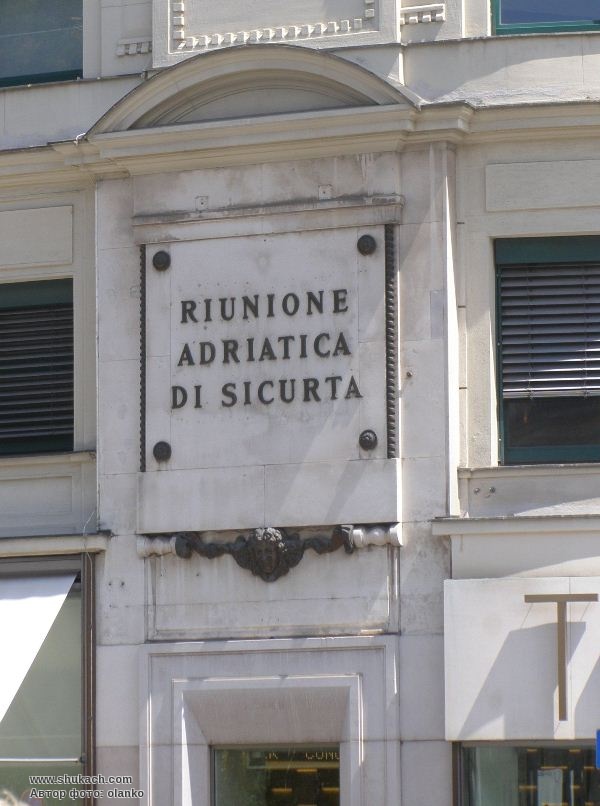 RIUNIONE
ADRIATICA
DI SICURTA
T
www.shukach.com
Автор фото: olanko